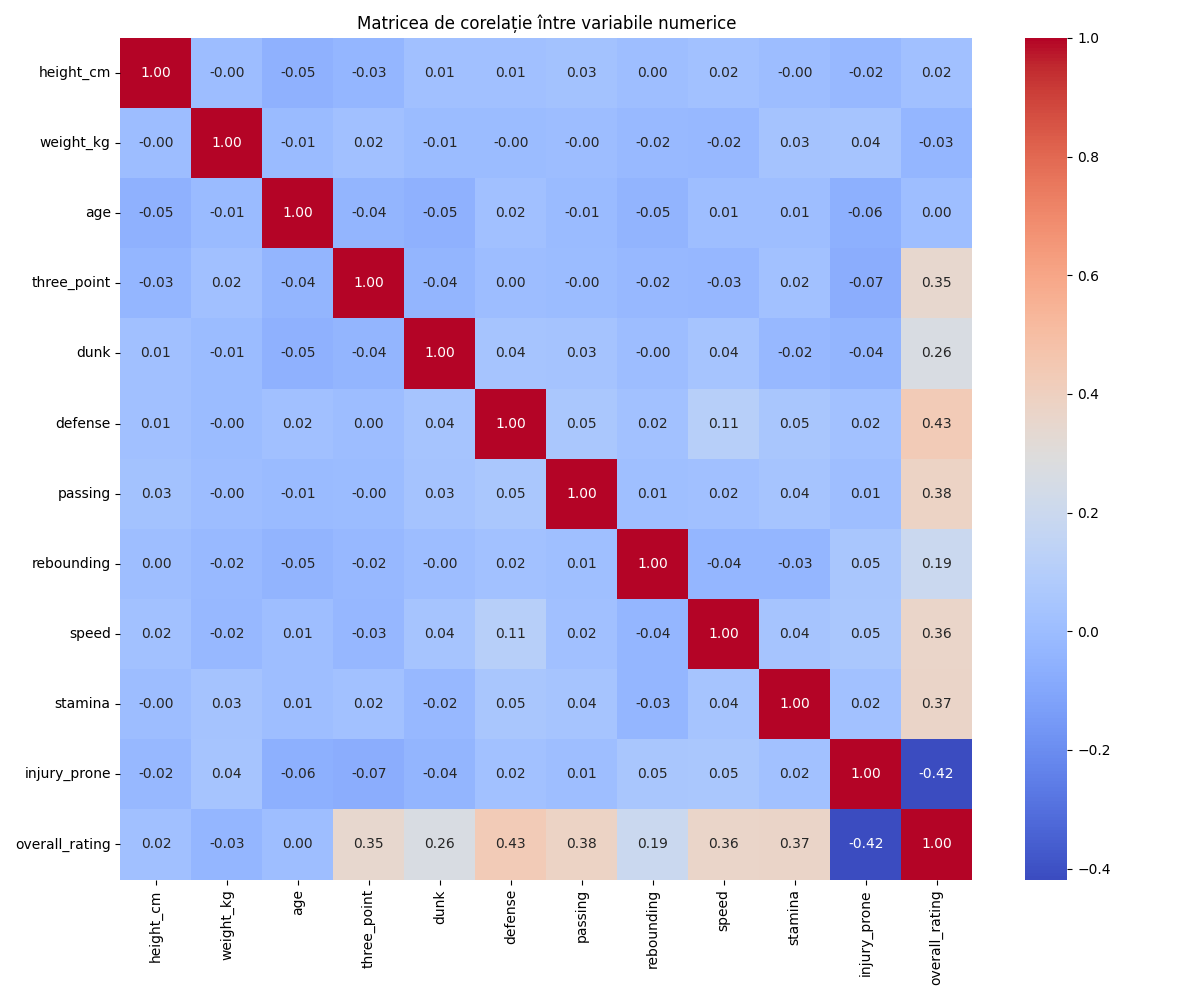 Matricea de corelație între variabile numerice
height_cm 1.00 -0.00 -0.05 -0.03 0.01 0.01 0.03 0.00 0.02 -0.00 -0.02 0.02
weight_kg -0.00 1.00 -0.01 0.02 -0.01 -0.00 -0.00 -0.02 -0.02 0.03 0.04 -0.03
age -0.05 -0.01 1.00 -0.04 -0.05 0.02 -0.01 -0.05 0.01 0.01 -0.06 0.00
three_point -0.03 0.02 -0.04 1.00 -0.04 0.00 -0.00 -0.02 -0.03 0.02 -0.07 0.35
dunk 0.01 -0.01 -0.05 -0.04 1.00 0.04 0.03 -0.00 0.04 -0.02 -0.04 0.26
defense 0.01 -0.00 0.02 0.00 0.04 1.00 0.05 0.02 0.11 0.05 0.02 0.43
passing 0.03 -0.00 -0.01 -0.00 0.03 0.05 1.00 0.01 0.02 0.04 0.01 0.38
rebounding 0.00 -0.02 -0.05 -0.02 -0.00 0.02 0.01 1.00 -0.04 -0.03 0.05 0.19
speed 0.02 -0.02 0.01 -0.03 0.04 0.11 0.02 -0.04 1.00 0.04 0.05 0.36
stamina -0.00 0.03 0.01 0.02 -0.02 0.05 0.04 -0.03 0.04 1.00 0.02 0.37
injury_prone -0.02 0.04 -0.06 -0.07 -0.04 0.02 0.01 0.05 0.05 0.02 1.00 -0.42
overall_rating 0.02 -0.03 0.00 0.35 0.26 0.43 0.38 0.19 0.36 0.37 -0.42 1.00
height_cm
weight_kg
age
three_point
dunk
defense
passing
rebounding
speed
stamina
injury_prone
overall_rating
1.0
0.8
0.6
0.4
0.2
0.0
−0.2
−0.4